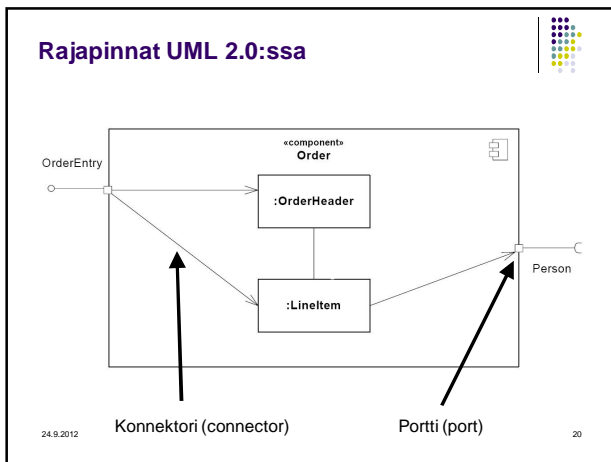 Rajapinnat UML 2.0:ssa
«component»
Order
OrderEntry
:OrderHeader
Person
:LineItem
Konnektori (connector)
Portti (port)
24.9.2012
20